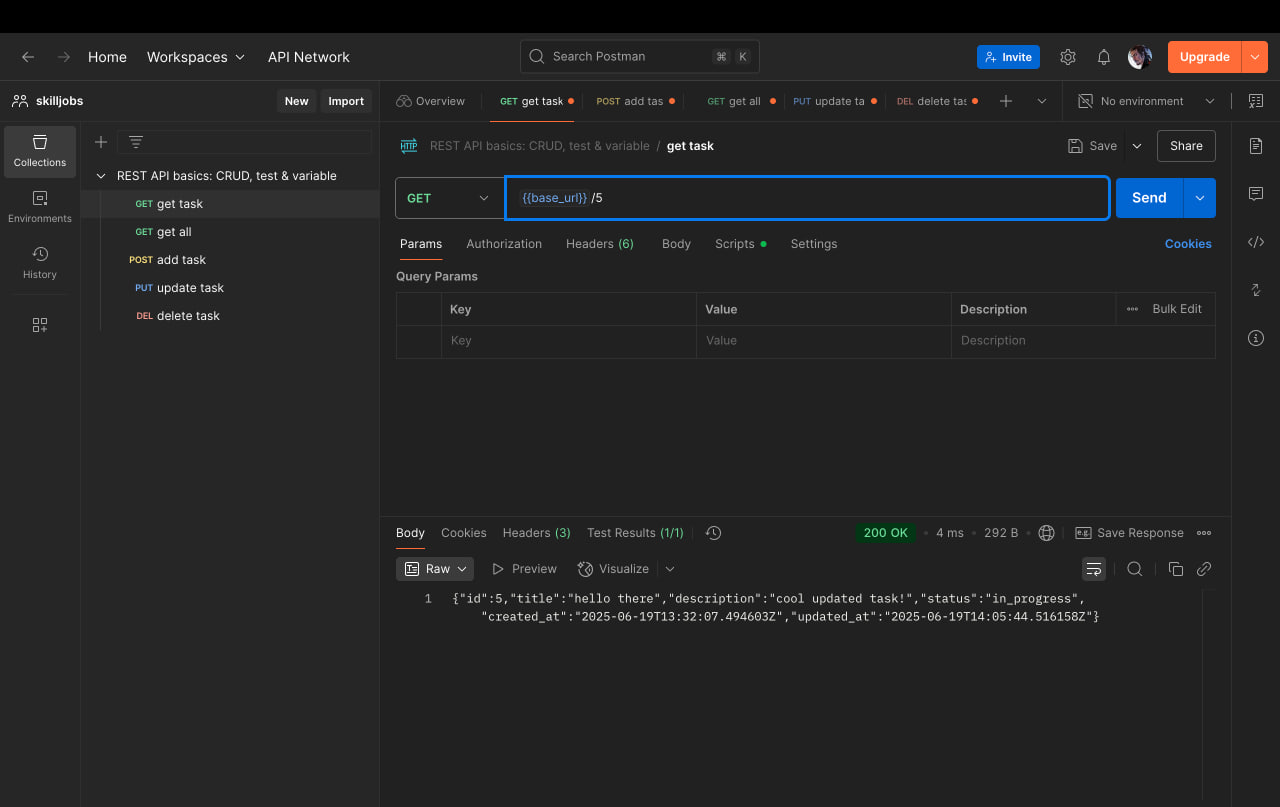 Home Workspaces API Network Search Postman ⌘ K Invite Upgrade
skilljobs New Import Overview GET get task POST add tas GET get all PUT update ta DEL delete tas No environment
Collections
Environments
History
REST API basics: CRUD, test & variable
GET get task
GET get all
POST add task
PUT update task
DEL delete task
HTTP REST API basics: CRUD, test & variable / get task Save Share
GET {{base_url}} /5 Send
Params Authorization Headers (6) Body Scripts Settings Cookies
Query Params
Key Value Description Bulk Edit
Key Value Description
Body Cookies Headers (3) Test Results (1/1) 200 OK • 4 ms • 292 B • e.g. Save Response
Raw Preview Visualize
1 {"id":5,"title":"hello there","description":"cool updated task!","status":"in_progress",
"created_at":"2025-06-19T13:32:07.494603Z","updated_at":"2025-06-19T14:05:44.516158Z"}